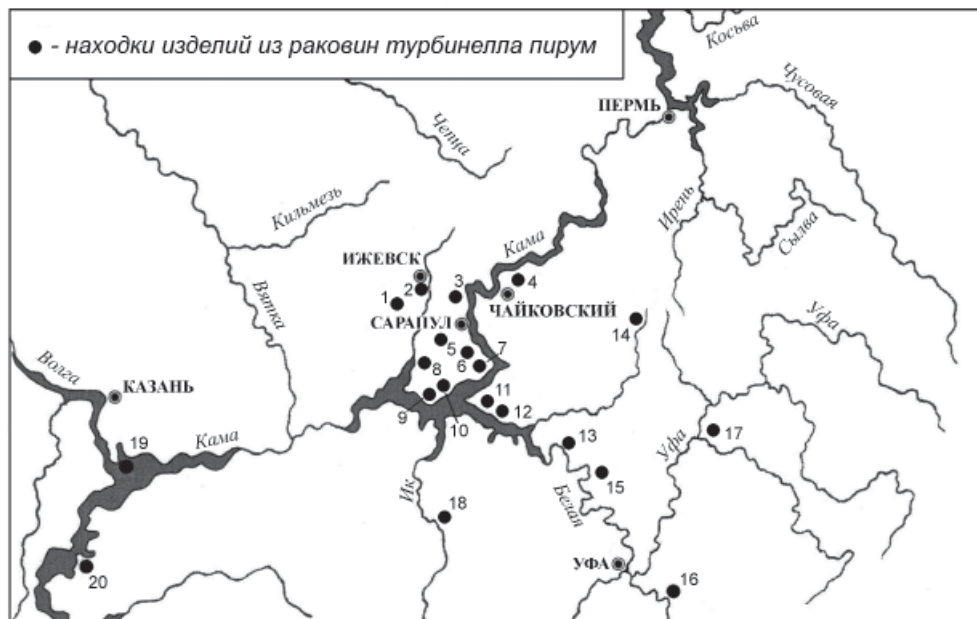 ● - находки изделий из раковин турбинелла пирум
Косьва
Чусовая
ПЕРМЬ
Чепца
Ирень
Сылва
Кильмезь
Кама
ИЖЕВСК
Вятка
1
2
3
4
ЧАЙКОВСКИЙ
САРАПУЛ
14
Уфа
5
6
7
Волга
8
КАЗАНЬ
9
10
11
12
19
Кама
13
Уфа
17
Ик
18
Белая
15
20
УФА
16